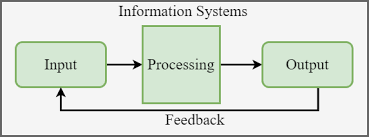 Information Systems
Input
Processing
Output
Feedback